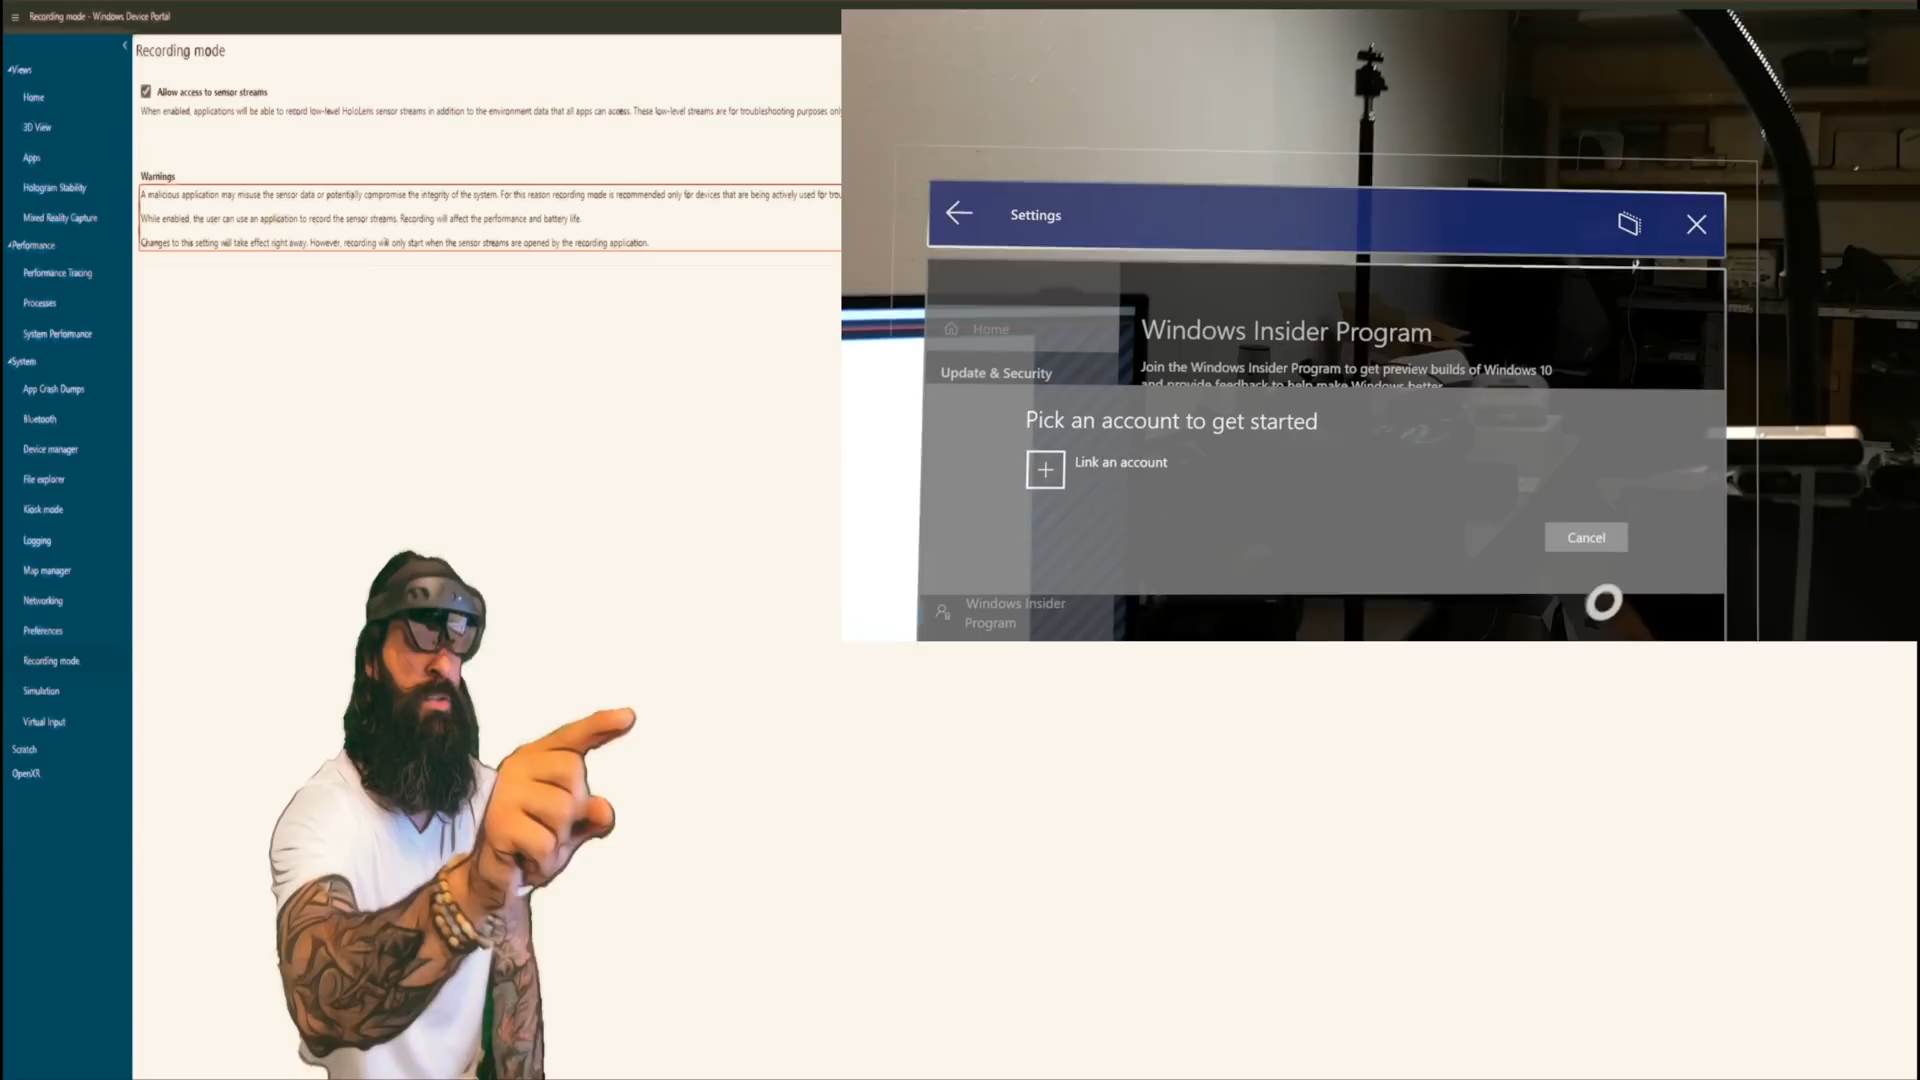 Recording mode - Windows Device Portal
Views
Home
3D View
Apps
Hologram Stability
Mixed Reality Capture
Performance
Performance Tracing
Processes
System Performance
System
App Crash Dumps
Bluetooth
Device manager
File explorer
Kiosk mode
Logging
Map manager
Networking
Preferences
Recording mode
Simulation
Virtual Input
Scratch
OpenXR
Recording mode
Allow access to sensor streams
When enabled, applications will be able to record low-level HoloLens sensor streams in addition to the environment data that all apps can access. These low-level streams are for troubleshooting purposes
Warnings
A malicious application may misuse the sensor data or potentially compromise the integrity of the system. For this reason recording mode is recommended only for devices that are being actively used for
While enabled, the user can use an application to record the sensor streams. Recording will affect the performance and battery life.
Changes to this setting will take effect right away. However, recording will only start when the sensor streams are opened by the recording application.
Settings
Home
Update & Security
Windows Insider Program
Join the Windows Insider Program to get preview builds of Windows 10
and provide feedback to help make Windows better.
Pick an account to get started
Link an account
Cancel
Windows Insider
Program